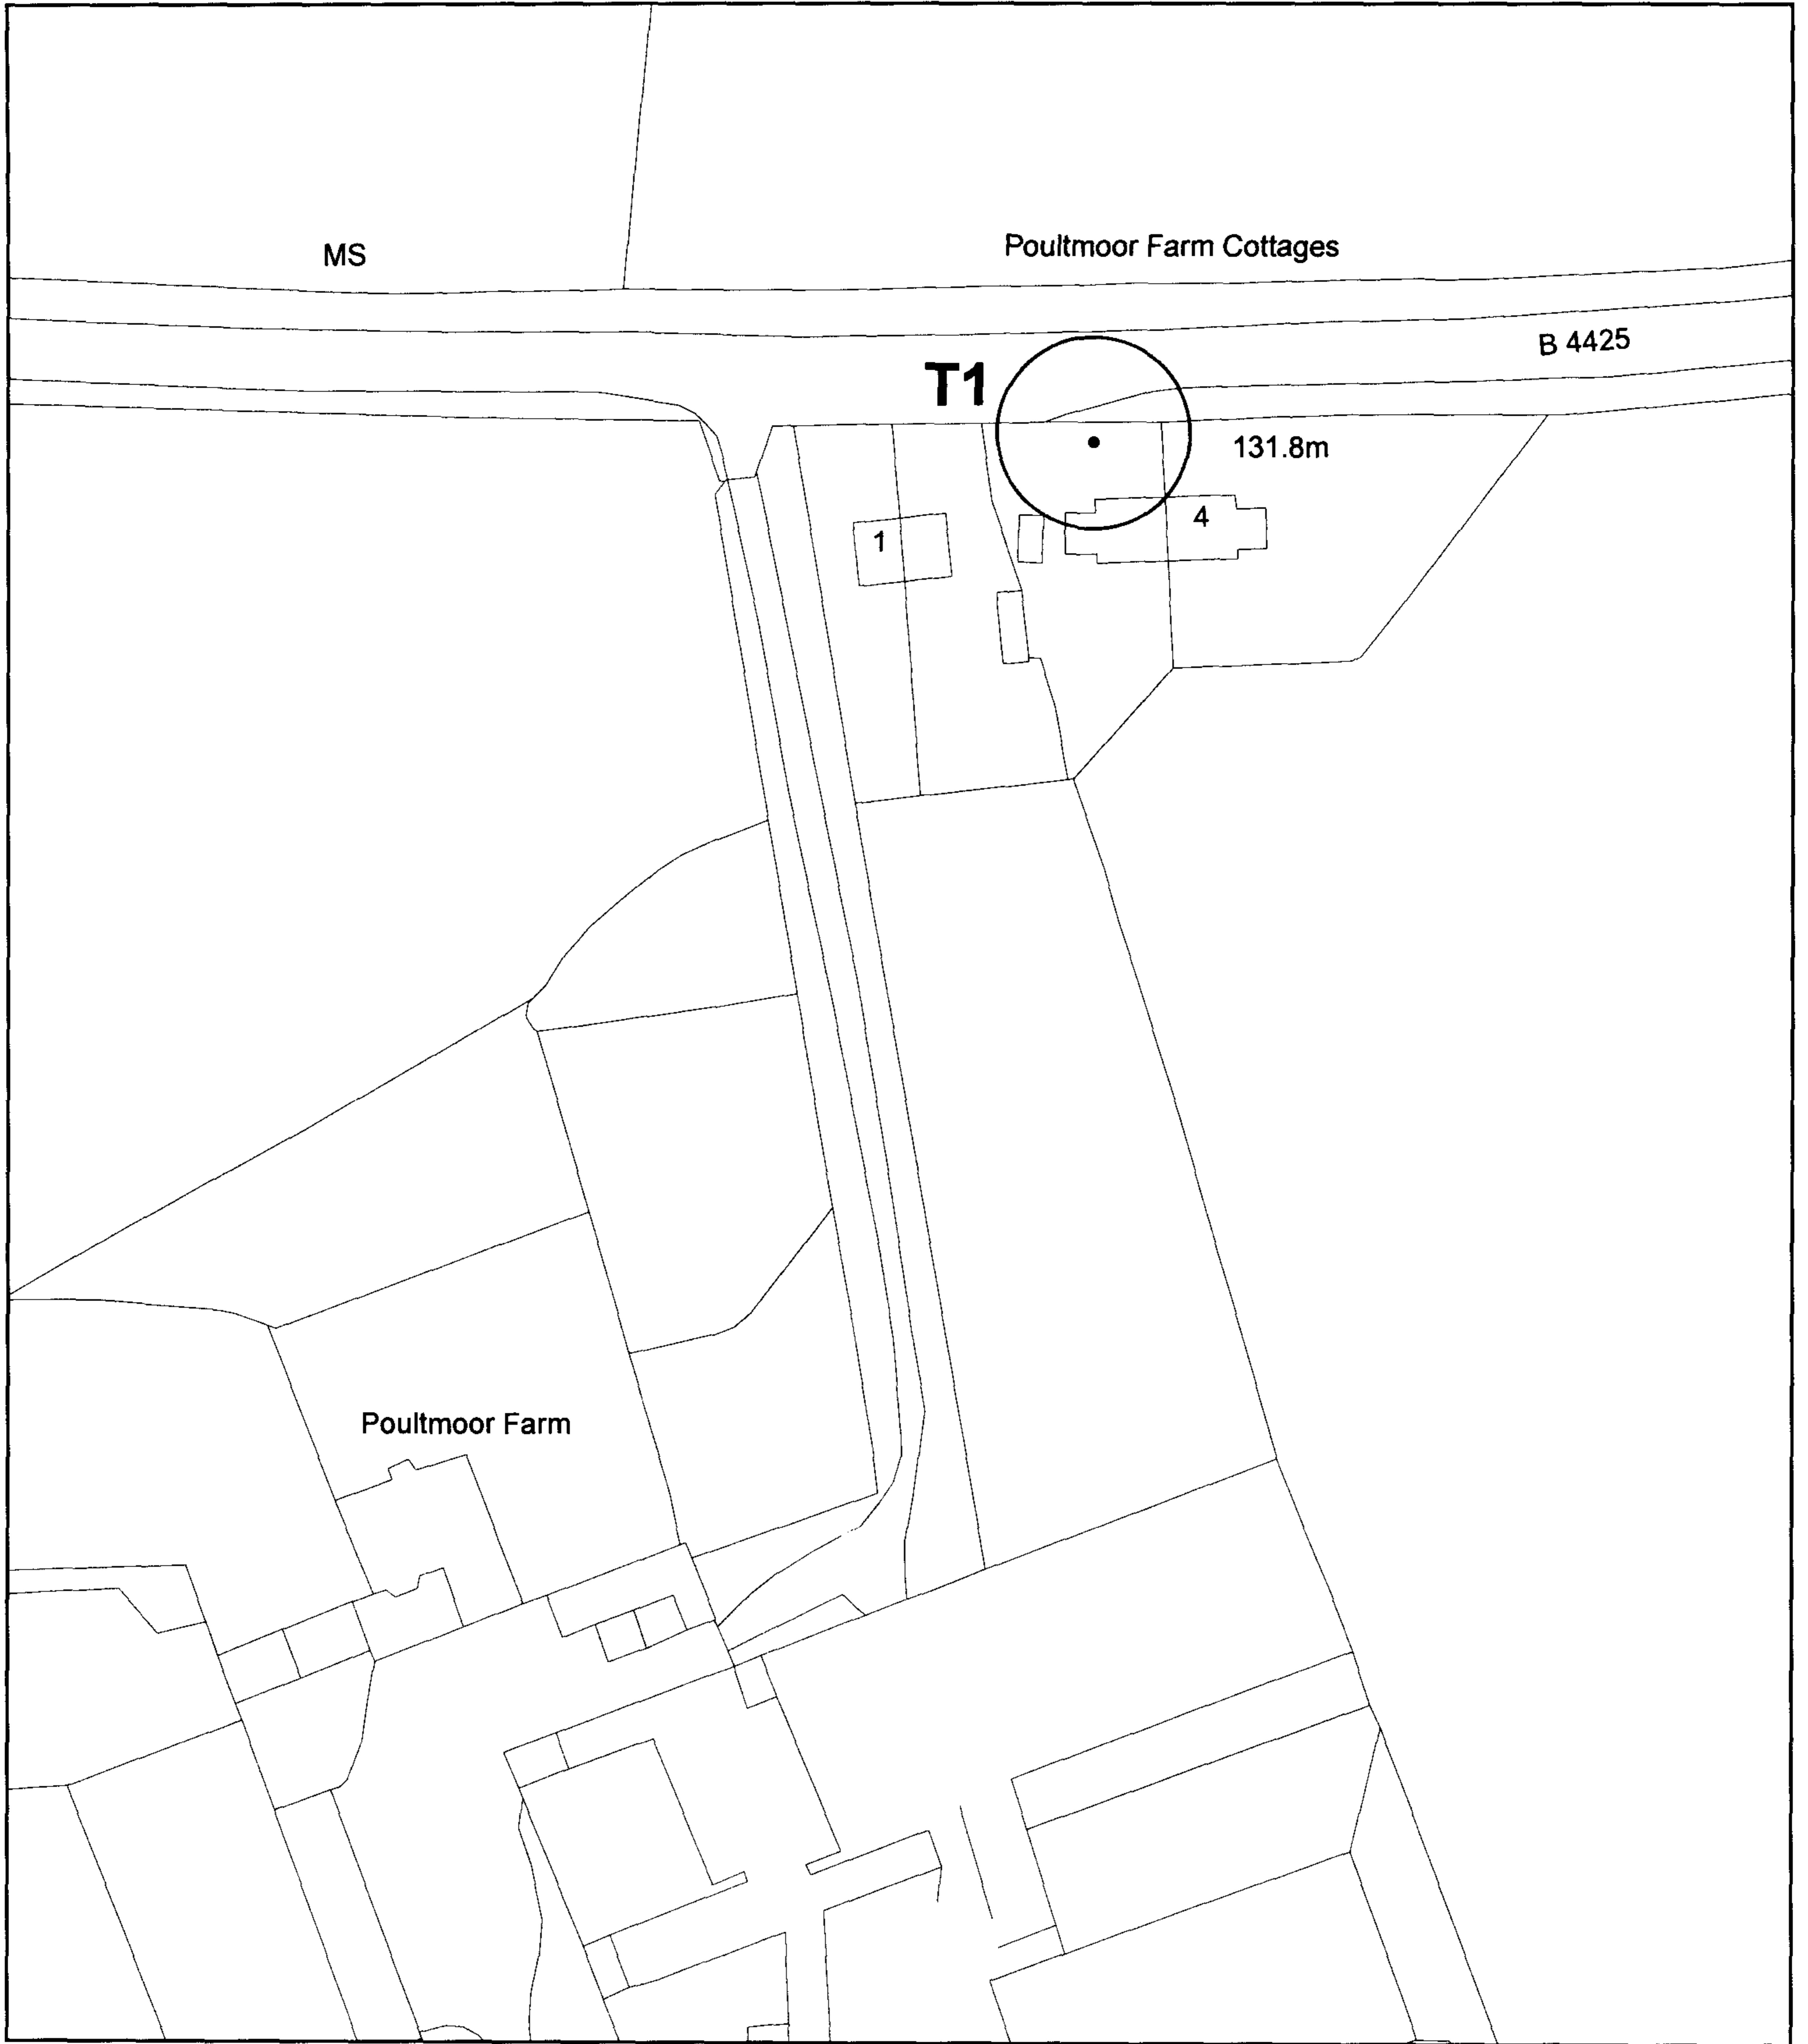 MS
Poultmoor Farm Cottages
B 4425
T1
131.8m
4
1
Poultmoor Farm